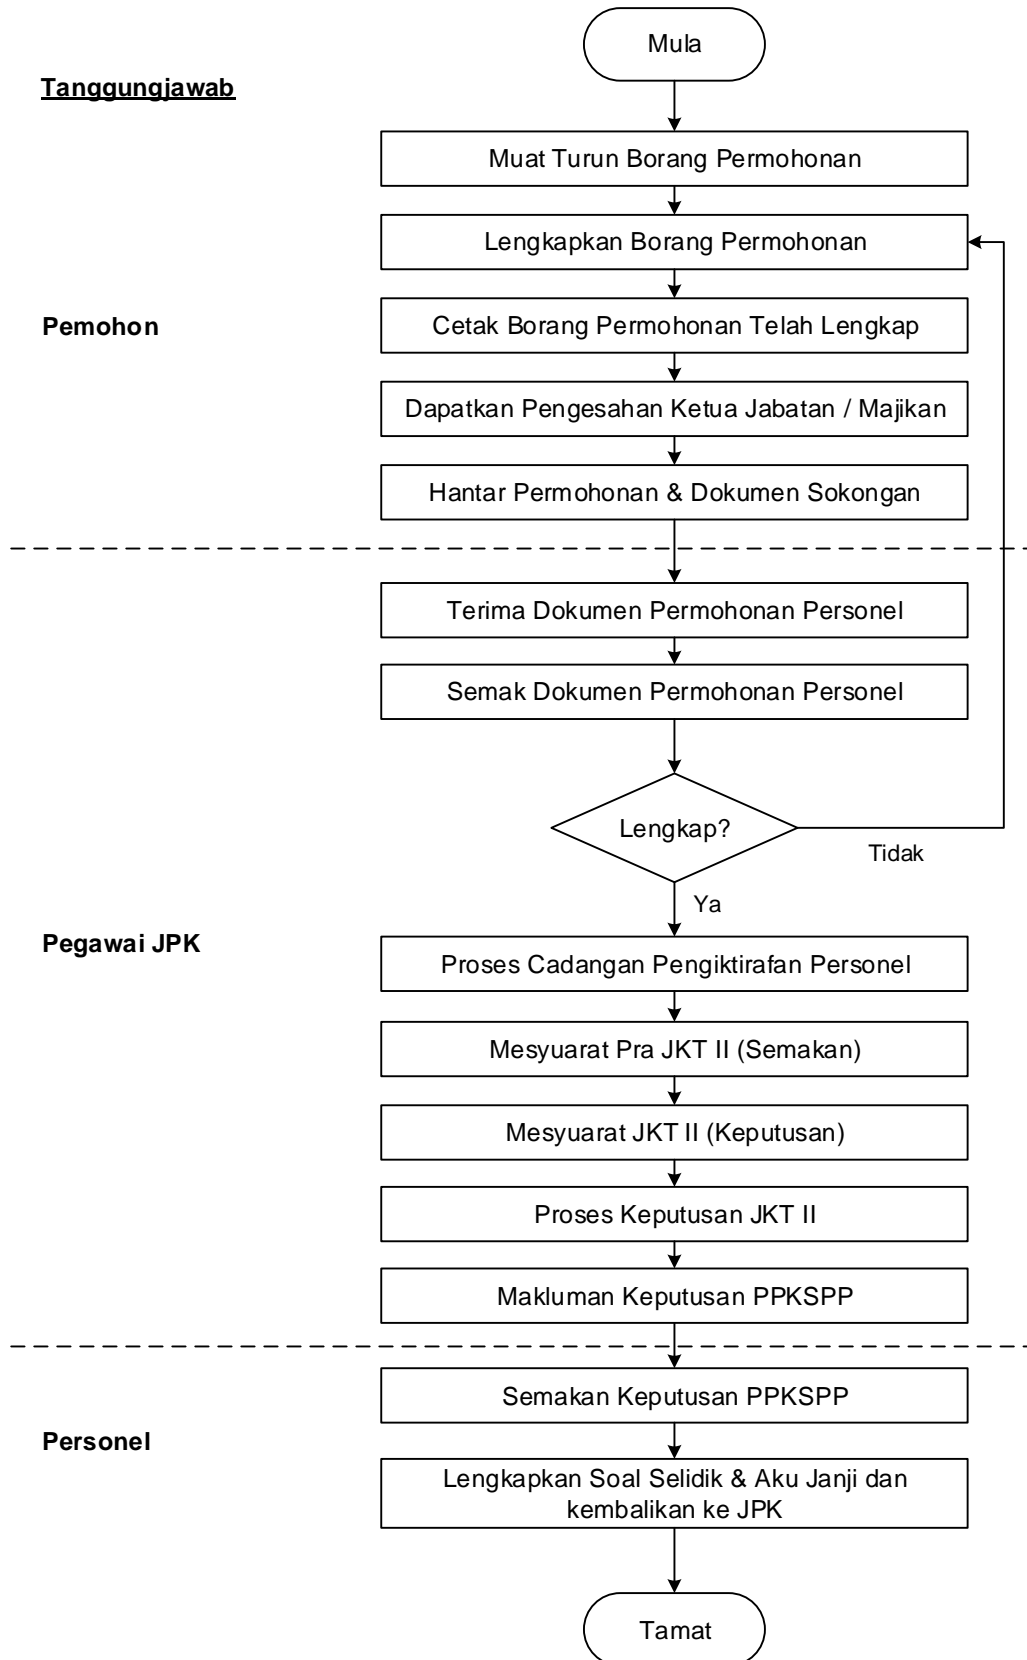 Mula
Tanggungjawab
Muat Turun Borang Permohonan
Lengkapkan Borang Permohonan
Pemohon
Cetak Borang Permohonan Telah Lengkap
Dapatkan Pengesahan Ketua Jabatan / Majikan
Hantar Permohonan & Dokumen Sokongan
Terima Dokumen Permohonan Personel
Semak Dokumen Permohonan Personel
Lengkap?
Tidak
Ya
Pegawai JPK
Proses Cadangan Pengiktirafan Personel
Mesyuarat Pra JKT II (Semakan)
Mesyuarat JKT II (Keputusan)
Proses Keputusan JKT II
Makluman Keputusan PPKSPP
Semakan Keputusan PPKSPP
Personel
Lengkapkan Soal Selidik & Aku Janji dan
kembalikan ke JPK
Tamat